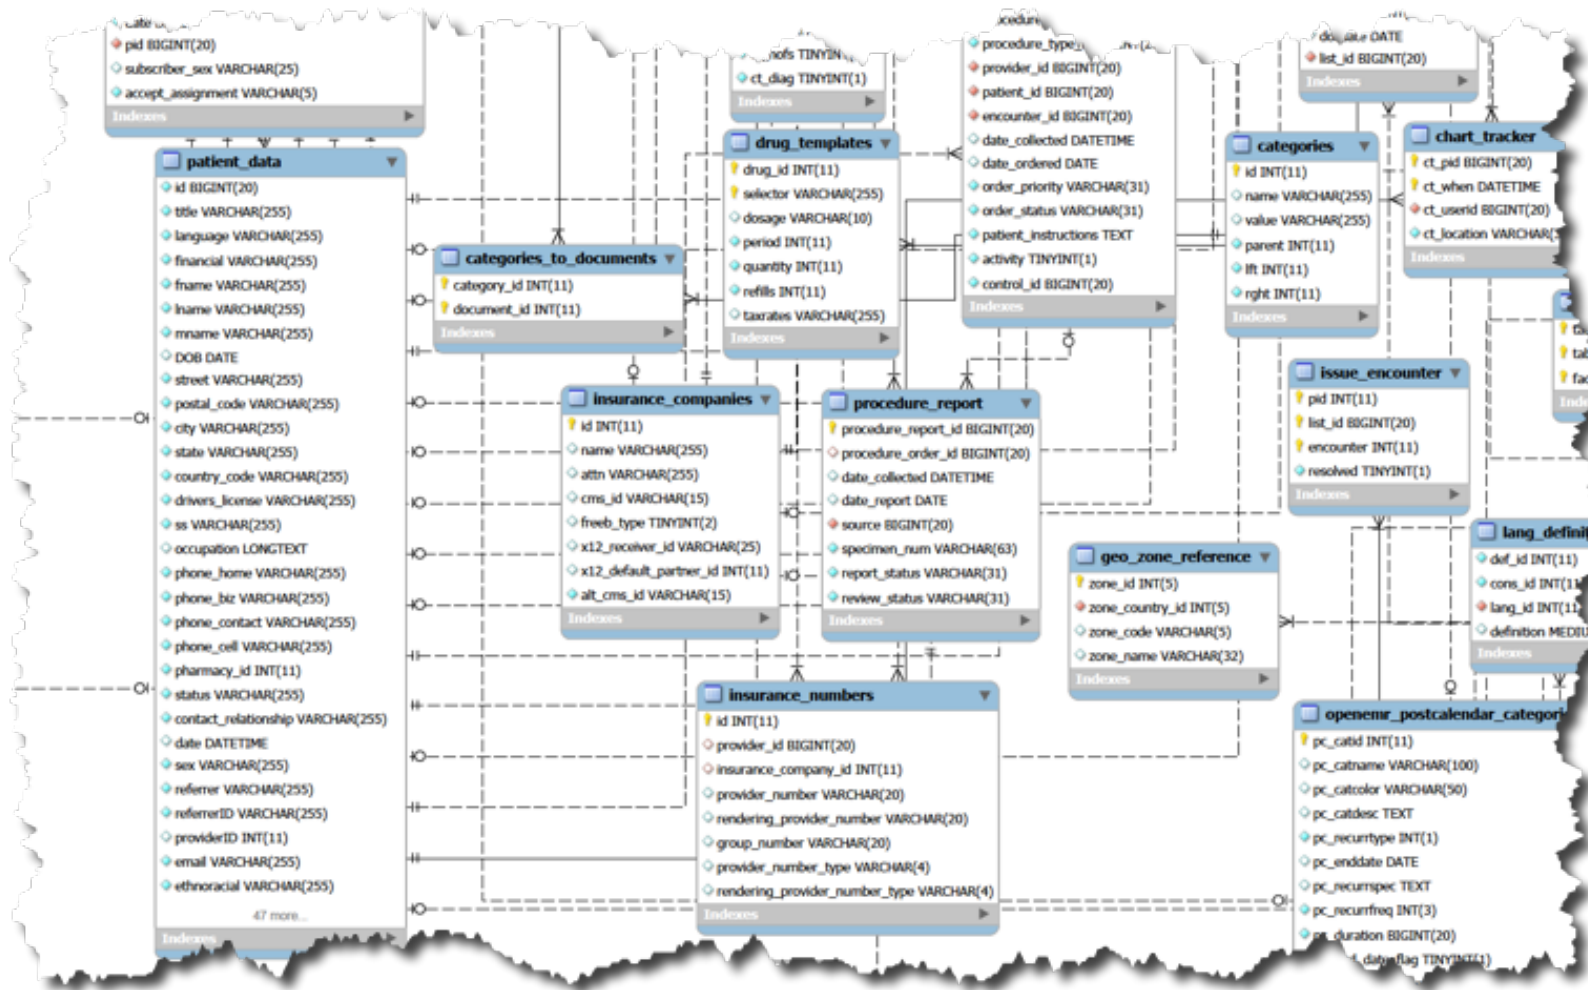 pid BIGINT(20)
subscriber_sex VARCHAR(25)
accept_assignment VARCHAR(5)
Indexes
patient_data
id BIGINT(20)
title VARCHAR(255)
language VARCHAR(255)
financial VARCHAR(255)
fname VARCHAR(255)
lname VARCHAR(255)
mname VARCHAR(255)
DOB DATE
street VARCHAR(255)
postal_code VARCHAR(255)
city VARCHAR(255)
state VARCHAR(255)
country_code VARCHAR(255)
drivers_license VARCHAR(255)
ss VARCHAR(255)
occupation LONGTEXT
phone_home VARCHAR(255)
phone_biz VARCHAR(255)
phone_contact VARCHAR(255)
phone_cell VARCHAR(255)
pharmacy_id INT(11)
status VARCHAR(255)
contact_relationship VARCHAR(255)
date DATETIME
sex VARCHAR(255)
referrer VARCHAR(255)
referrerID VARCHAR(255)
providerID INT(11)
email VARCHAR(255)
ethnoracial VARCHAR(255)
47 more...
Indexes
categories_to_documents
category_id INT(11)
document_id INT(11)
Indexes
ct_diag TINYINT(1)
Indexes
drug_templates
drug_id INT(11)
selector VARCHAR(255)
dosage VARCHAR(10)
period INT(11)
quantity INT(11)
refills INT(11)
taxrates VARCHAR(255)
Indexes
insurance_companies
id INT(11)
name VARCHAR(255)
attn VARCHAR(255)
cms_id VARCHAR(15)
freeb_type TINYINT(2)
x12_receiver_id VARCHAR(25)
x12_default_partner_id INT(11)
alt_cms_id VARCHAR(15)
Indexes
provider_id BIGINT(20)
patient_id BIGINT(20)
encounter_id BIGINT(20)
date_collected DATETIME
date_ordered DATE
order_priority VARCHAR(31)
order_status VARCHAR(31)
patient_instructions TEXT
activity TINYINT(1)
control_id BIGINT(20)
Indexes
procedure_report
procedure_report_id BIGINT(20)
procedure_order_id BIGINT(20)
date_collected DATETIME
date_report DATE
source BIGINT(20)
specimen_num VARCHAR(63)
report_status VARCHAR(31)
review_status VARCHAR(31)
Indexes
insurance_numbers
id INT(11)
provider_id BIGINT(20)
insurance_company_id INT(11)
provider_number VARCHAR(20)
rendering_provider_number VARCHAR(20)
group_number VARCHAR(20)
provider_number_type VARCHAR(4)
rendering_provider_number_type VARCHAR(4)
Indexes
categories
id INT(11)
name VARCHAR(255)
value VARCHAR(255)
parent INT(11)
lft INT(11)
rght INT(11)
Indexes
DATE
list_id BIGINT(20)
Indexes
chart_tracker
ct_pid BIGINT(20)
ct_when DATETIME
ct_userid BIGINT(20)
ct_location
issue_encounter
pid INT(11)
list_id BIGINT(20)
encounter INT(11)
resolved TINYINT(1)
Indexes
geo_zone_reference
zone_id INT(5)
zone_country_id INT(5)
zone_code VARCHAR(5)
zone_name VARCHAR(32)
Indexes
def_id INT(11)
cons_id
lang_id INT(11
definition
Indexes
openemr_postcalendar_categori
pc_catid INT(11)
pc_catname VARCHAR(100)
pc_catcolor VARCHAR(50)
pc_catdesc TEXT
pc_recurrtype INT(1)
pc_enddate DATE
pc_recurrspec TEXT
pc_recurrfreq INT(3)
pc_duration BIGINT(20)